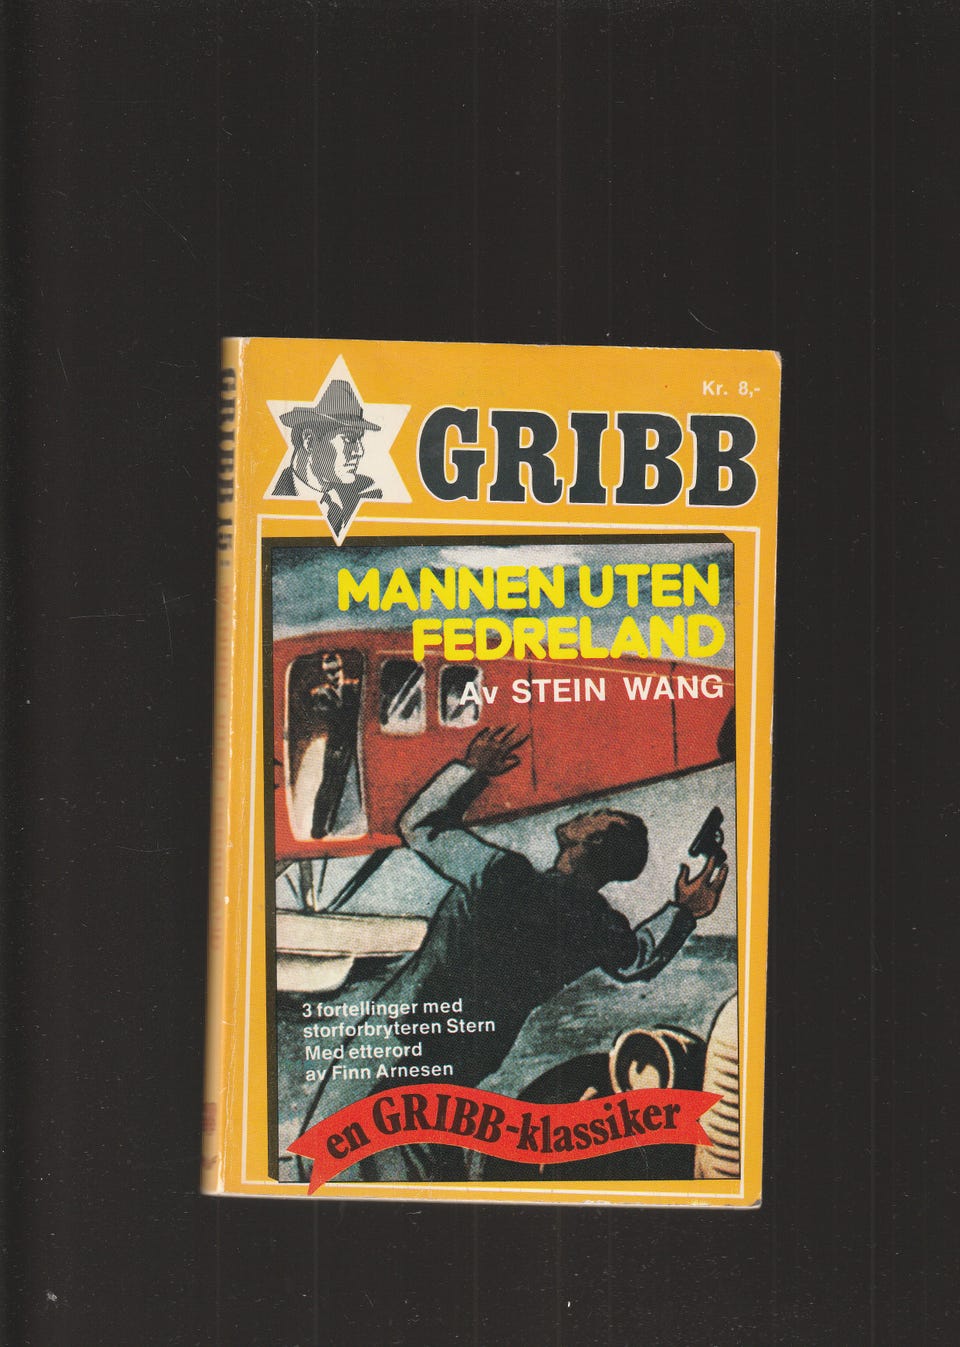 Kr. 8,-
GRIBB
MANNEN UTEN
FEDRELAND
Av STEIN WANG
3 fortellinger med
storforbryteren Stern
Med etterord
av Finn Arnesen
en GRIBB-klassiker